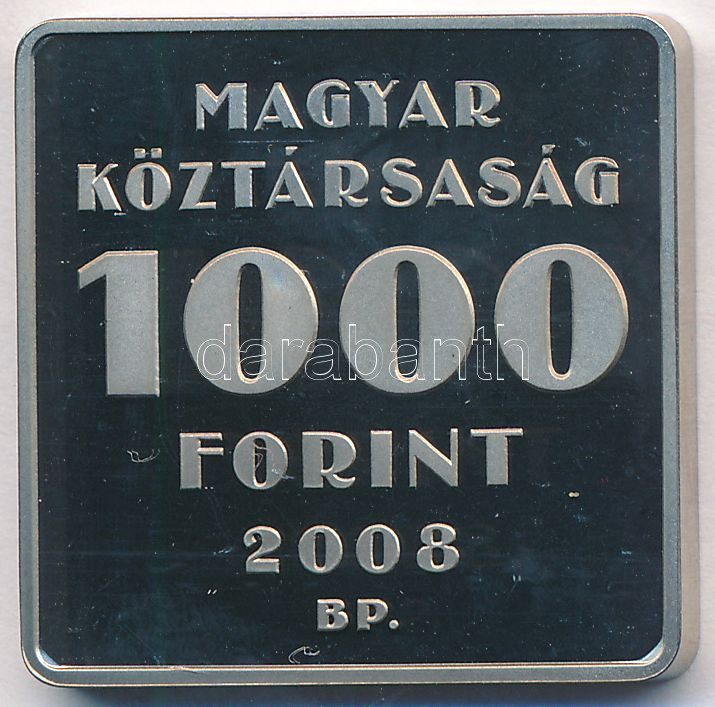 MAGYAR
KÖZTÁRSASÁG
1000
darabanth
FORINT
2008
BP.